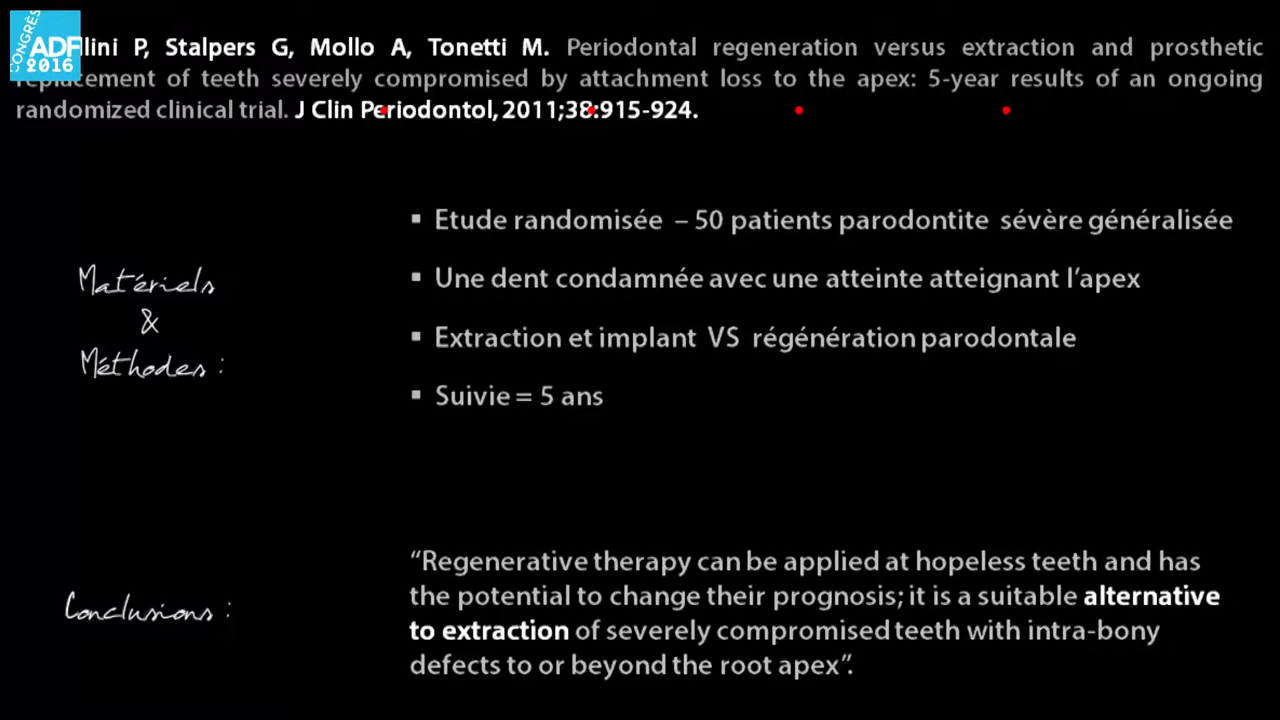 CONGRÈS
ADF
2016
llini P, Stalpers G, Mollo A, Tonetti M. Periodontal regeneration versus extraction and prosthetic
replacement of teeth severely compromised by attachment loss to the apex: 5-year results of an ongoing
randomized clinical trial. J Clin Periodontol, 2011;38:915-924.
▪ Etude randomisée – 50 patients parodontite sévère généralisée
▪ Une dent condamnée avec une atteinte atteignant l’apex
▪ Extraction et implant VS régénération parodontale
▪ Suivie = 5 ans
Matériels
&
Méthodes :
Conclusions :
“Regenerative therapy can be applied at hopeless teeth and has
the potential to change their prognosis; it is a suitable alternative
to extraction of severely compromised teeth with intra-bony
defects to or beyond the root apex”.